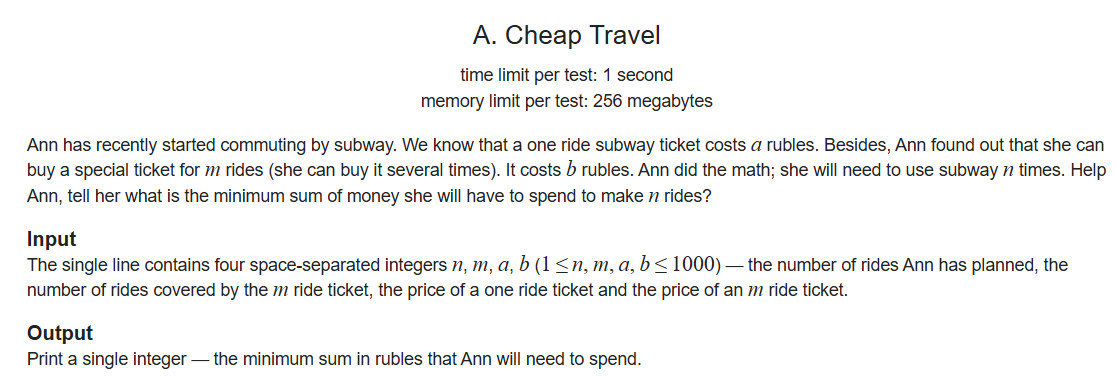 A. Cheap Travel
time limit per test: 1 second
memory limit per test: 256 megabytes
Ann has recently started commuting by subway. We know that a one ride subway ticket costs a rubles. Besides, Ann found out that she can
buy a special ticket for m rides (she can buy it several times). It costs b rubles. Ann did the math; she will need to use subway n times. Help
Ann, tell her what is the minimum sum of money she will have to spend to make n rides?
Input
The single line contains four space-separated integers n, m, a, b (1 ≤ n, m, a, b ≤ 1000) — the number of rides Ann has planned, the
number of rides covered by the m ride ticket, the price of a one ride ticket and the price of an m ride ticket.
Output
Print a single integer — the minimum sum in rubles that Ann will need to spend.